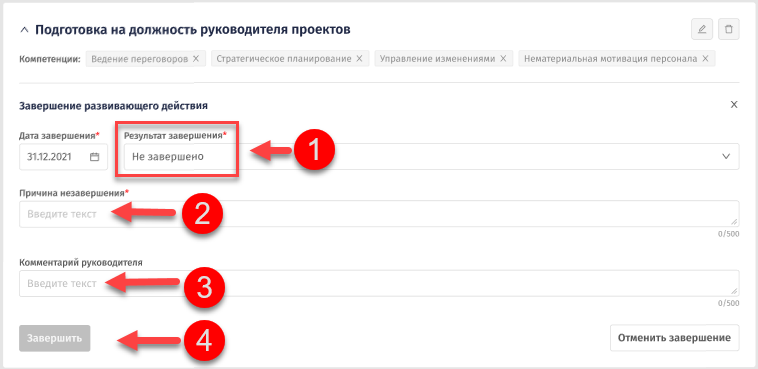 Подготовка на должность руководителя проектов
Компетенции: Ведение переговоров Стратегическое планирование Управление изменениями Нематериальная мотивация персонала
Завершение развивающего действия
Дата завершения* Результат завершения*
31.12.2021 Не завершено 1
Причина незавершения*
Введите текст 2
0/500
Комментарий руководителя
Введите текст 3
0/500
Завершить 4 Отменить завершение